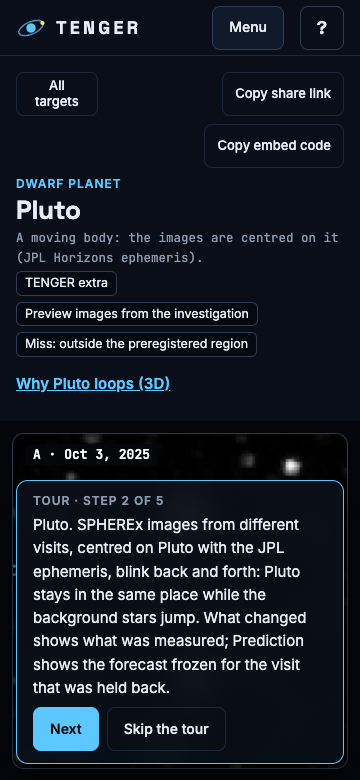 TENGER
Menu
?
All
targets
Copy share link
Copy embed code
DWARF PLANET
Pluto
A moving body: the images are centred on it
(JPL Horizons ephemeris).
TENGER extra
Preview images from the investigation
Miss: outside the preregistered region
Why Pluto loops (3D)
A · Oct 3, 2025
TOUR · STEP 2 OF 5
Pluto. SPHEREx images from different
visits, centred on Pluto with the JPL
ephemeris, blink back and forth: Pluto
stays in the same place while the
background stars jump. What changed
shows what was measured; Prediction
shows the forecast frozen for the visit
that was held back.
Next
Skip the tour